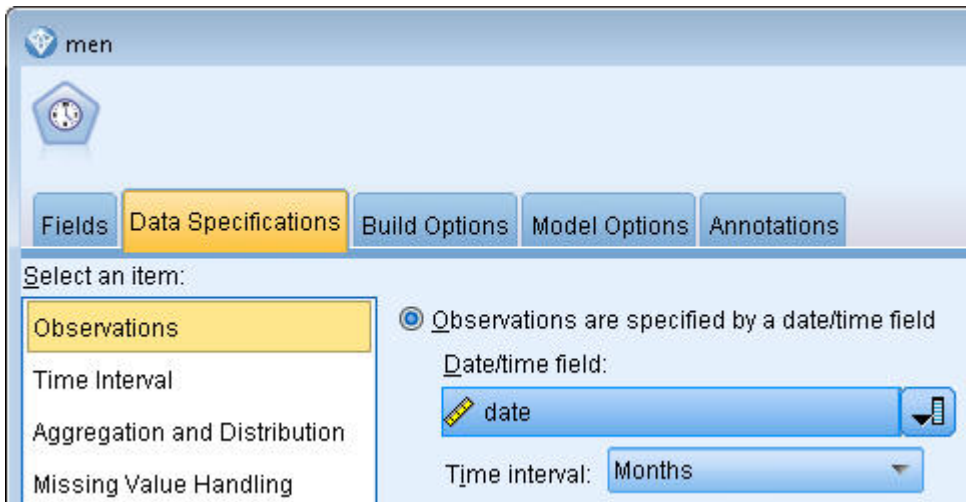 men
Fields Data Specifications Build Options Model Options Annotations
Select an item:
Observations
Time Interval
Aggregation and Distribution
Missing Value Handling
Observations are specified by a date/time field
Date/time field:
date
Time interval: Months